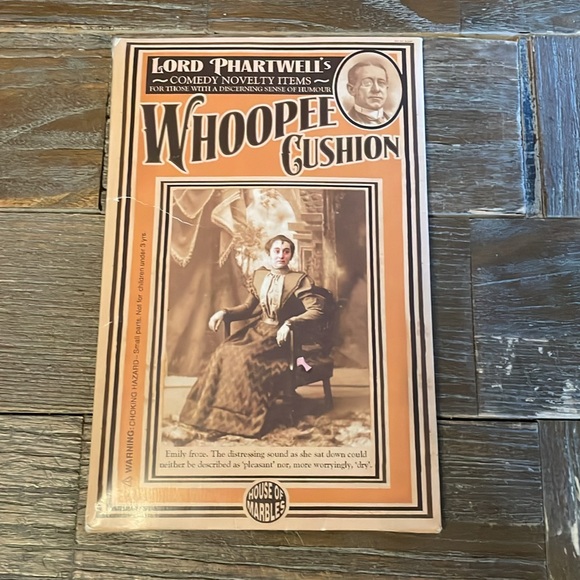 LORD PHARTWELL'S
~ COMEDY NOVELTY ITEMS ~
FOR THOSE WITH A DISCERNING SENSE OF HUMOUR
WHOOPEE
CUSHION
⚠ WARNING: CHOKING HAZARD - Small parts. Not for children under 3 yrs.
Emily froze. The distressing sound as she sat down could
neither be described as 'pleasant' nor, more worryingly, 'dry'.
HOUSE OF
MARBLES